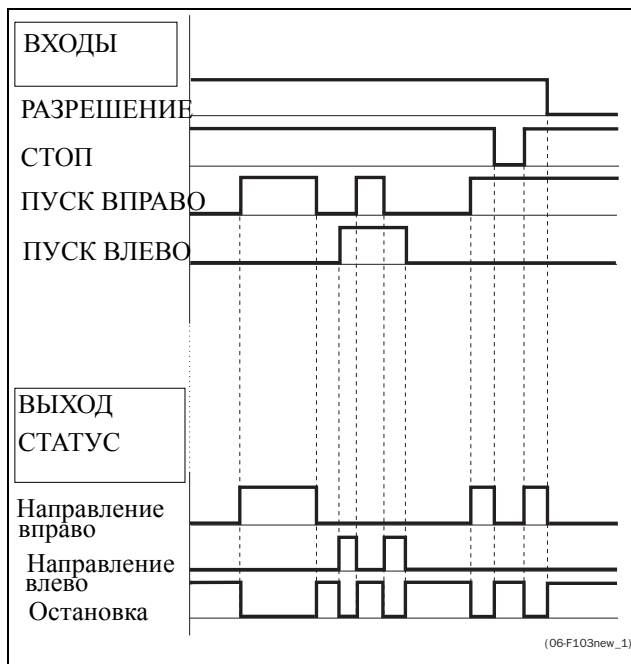 ВХОДЫ
РАЗРЕШЕНИЕ
СТОП
ПУСК ВПРАВО
ПУСК ВЛЕВО
ВЫХОД
СТАТУС
Направление
вправо
Направление
влево
Остановка
(06-F103new_1)